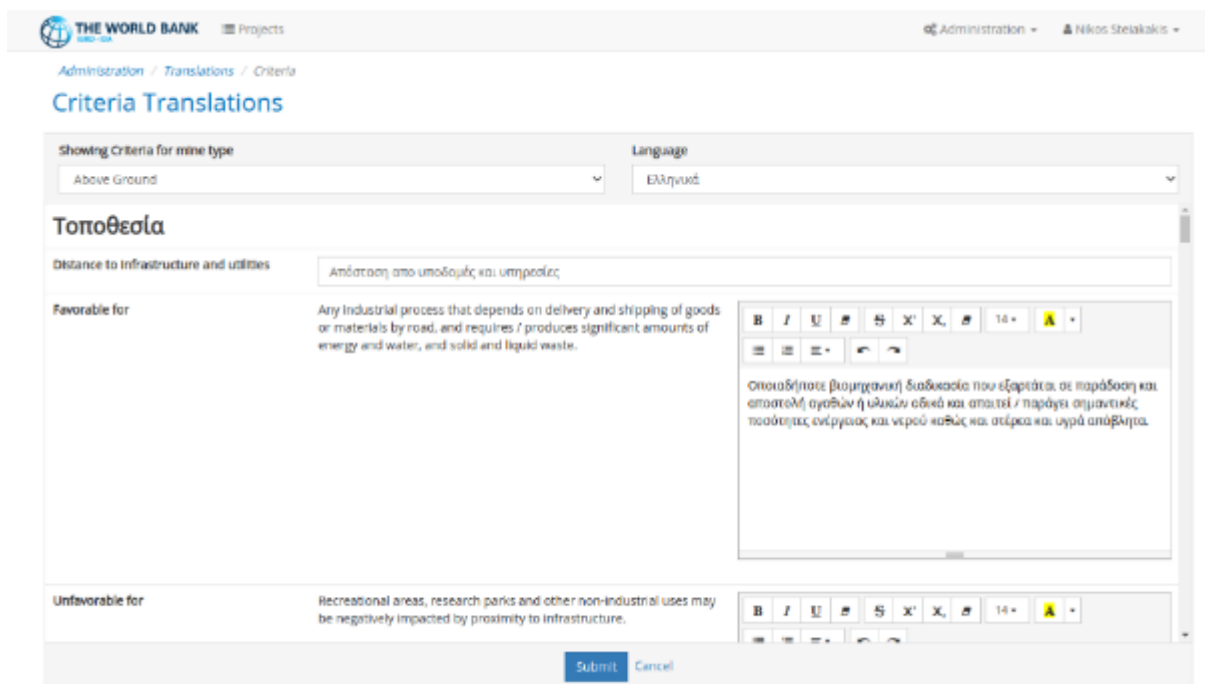 THE WORLD BANK
IBRD • IDA
Projects
Administration
Nikos Steiakakis
Administration / Translations / Criteria
Criteria Translations
Showing Criteria for mine type
Language
Above Ground
Ελληνικά
Τοποθεσία
Distance to infrastructure and utilities
Απόσταση απο υποδομές και υπηρεσίες
Favorable for
Any industrial process that depends on delivery and shipping of goods
or materials by road, and requires / produces significant amounts of
energy and water, and solid and liquid waste.
B I U S X' X, 14 A
Οποιαδήποτε βιομηχανική διαδικασία που εξαρτάται σε παράδοση και
αποστολή αγαθών ή υλικών οδικά και απαιτεί / παράγει σημαντικές
ποσότητες ενέργειας και νερού καθώς και στέρεα και υγρά απόβλητα.
Unfavorable for
Recreational areas, research parks and other non-industrial uses may
be negatively impacted by proximity to infrastructure.
B I U S X' X, 14 A
Submit Cancel